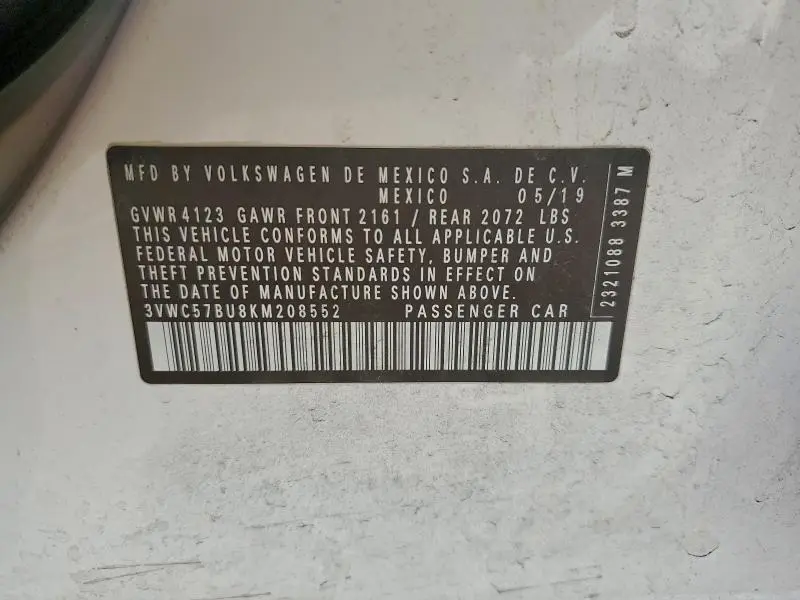 MFD BY VOLKSWAGEN DE MEXICO S.A. DE C.V.
MEXICO 05/19
GVWR 4123 GAWR FRONT 2161 / REAR 2072 LBS
THIS VEHICLE CONFORMS TO ALL APPLICABLE U.S.
FEDERAL MOTOR VEHICLE SAFETY, BUMPER AND
THEFT PREVENTION STANDARDS IN EFFECT ON
THE DATE OF MANUFACTURE SHOWN ABOVE.
3VWC57BU8KM208552 PASSENGER CAR
2321088 3387 M